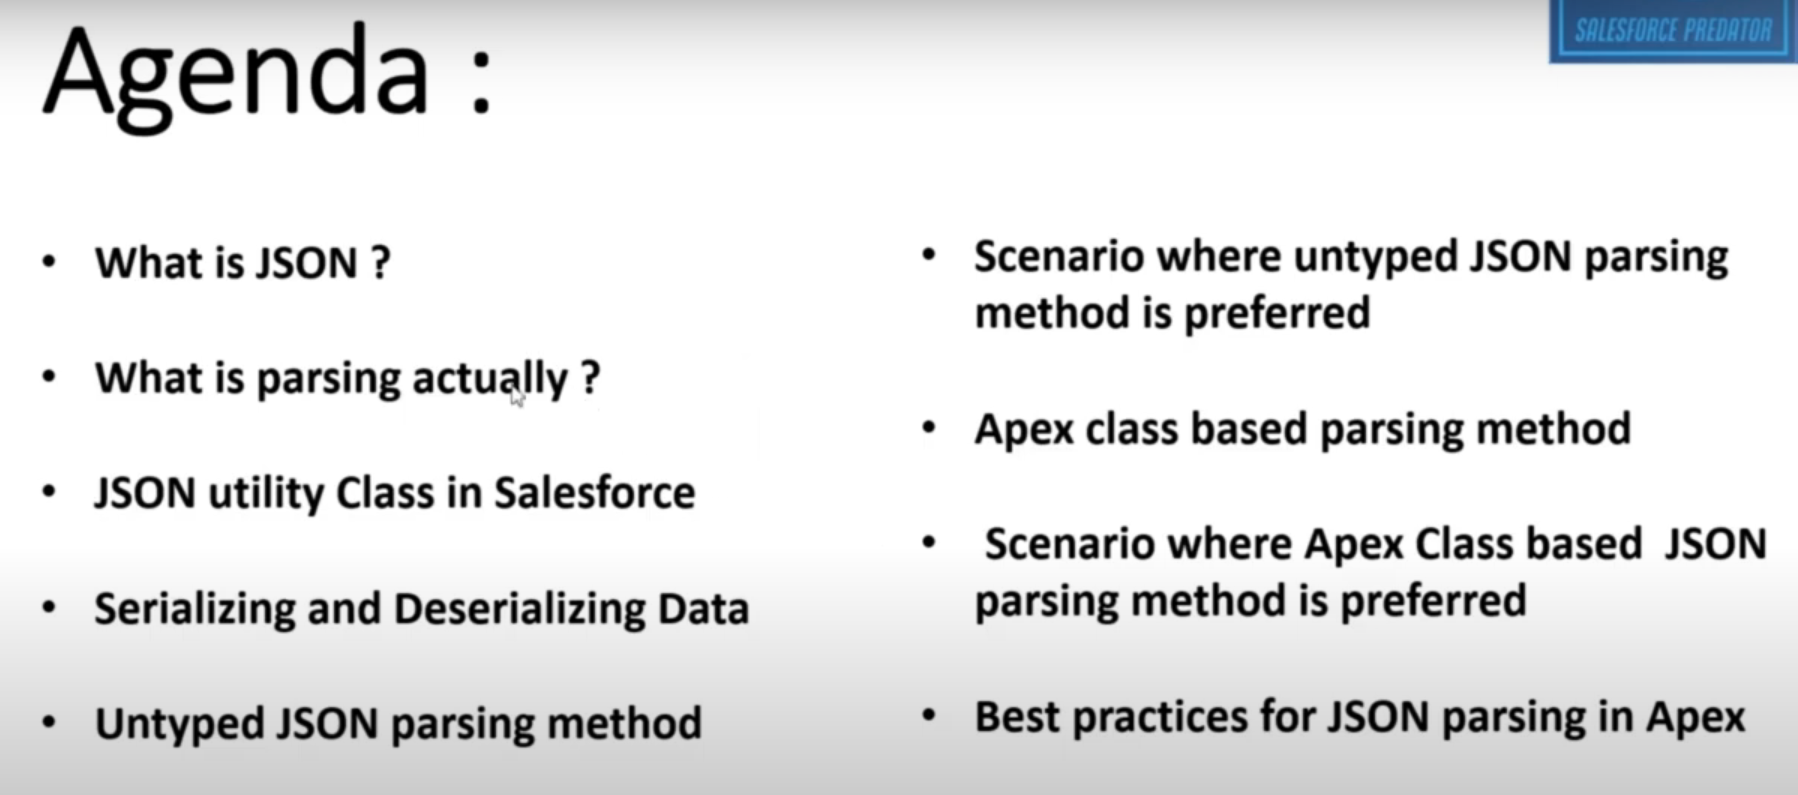 Agenda :
SALESFORCE PREDATOR
• What is JSON ?
• What is parsing actually ?
• JSON utility Class in Salesforce
• Serializing and Deserializing Data
• Untyped JSON parsing method
• Scenario where untyped JSON parsing
method is preferred
• Apex class based parsing method
• Scenario where Apex Class based JSON
parsing method is preferred
• Best practices for JSON parsing in Apex